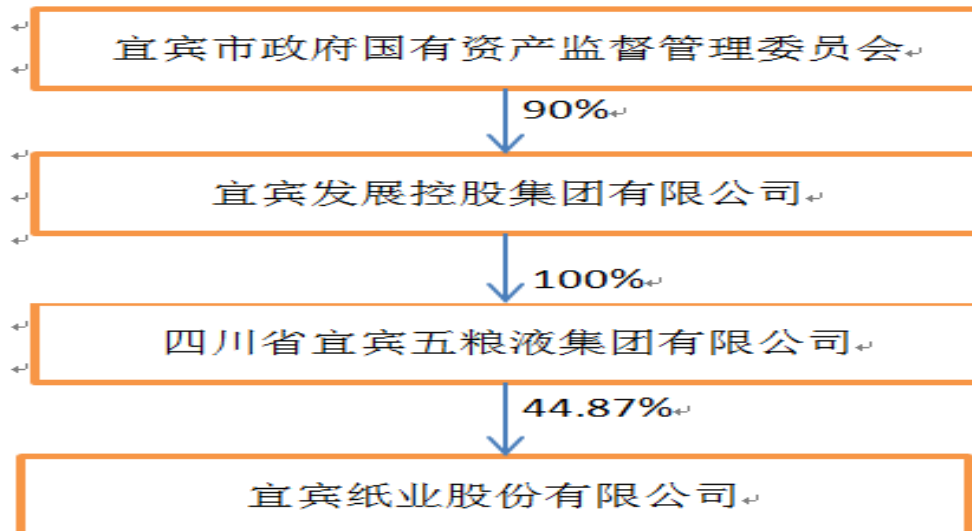 宜宾市政府国有资产监督管理委员会
90%
宜宾发展控股集团有限公司
100%
四川省宜宾五粮液集团有限公司
44.87%
宜宾纸业股份有限公司